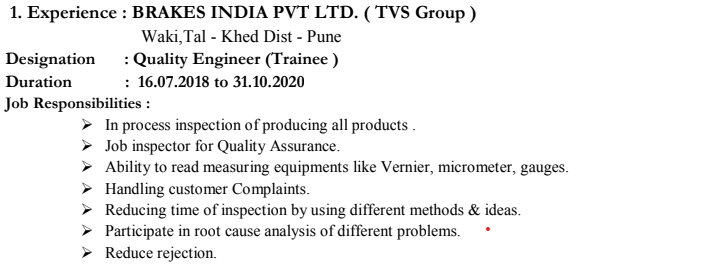 1. Experience : BRAKES INDIA PVT LTD. ( TVS Group )
Waki,Tal - Khed Dist - Pune
Designation : Quality Engineer (Trainee )
Duration : 16.07.2018 to 31.10.2020
Job Responsibilities :
➢ In process inspection of producing all products .
➢ Job inspector for Quality Assurance.
➢ Ability to read measuring equipments like Vernier, micrometer, gauges.
➢ Handling customer Complaints.
➢ Reducing time of inspection by using different methods & ideas.
➢ Participate in root cause analysis of different problems.
➢ Reduce rejection.